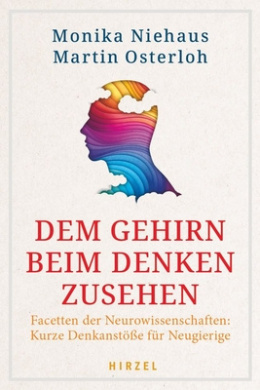 Monika Niehaus
Martin Osterloh
DEM GEHIRN
BEIM DENKEN
ZUSEHEN
Facetten der Neurowissenschaften:
Kurze Denkanstöße für Neugierige
HIRZEL